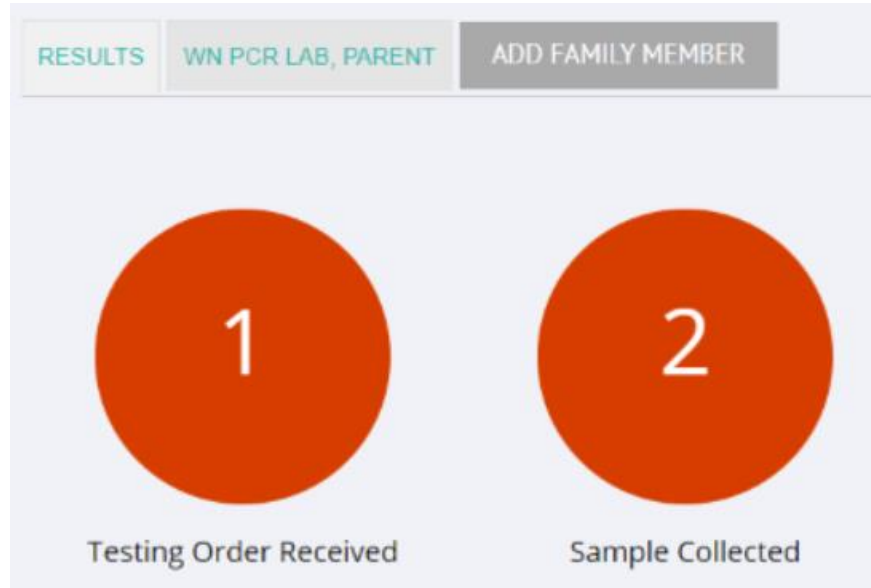 RESULTS WN PCR LAB, PARENT ADD FAMILY MEMBER
1 2
Testing Order Received Sample Collected